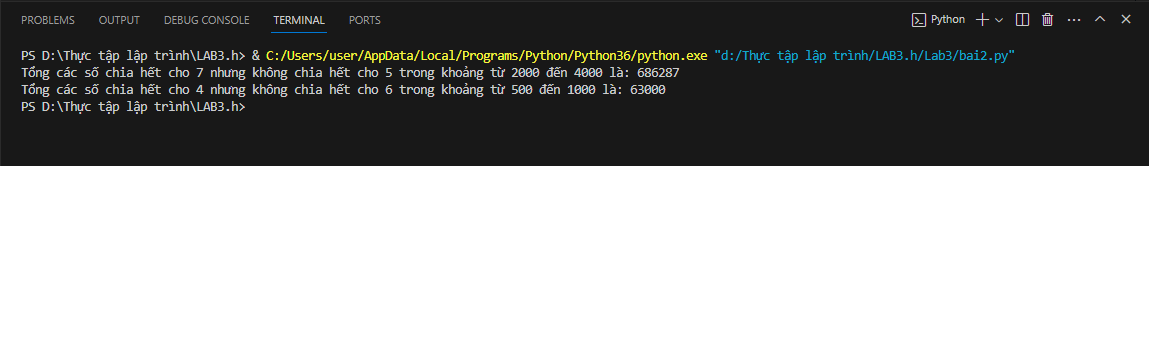 PROBLEMS OUTPUT DEBUG CONSOLE TERMINAL PORTS Python
PS D:\Thực tập lập trình\LAB3.h> & C:/Users/user/AppData/Local/Programs/Python/Python36/python.exe "d:/Thực tập lập trình/LAB3.h/Lab3/bai2.py"
Tổng các số chia hết cho 7 nhưng không chia hết cho 5 trong khoảng từ 2000 đến 4000 là: 686287
Tổng các số chia hết cho 4 nhưng không chia hết cho 6 trong khoảng từ 500 đến 1000 là: 63000
PS D:\Thực tập lập trình\LAB3.h>